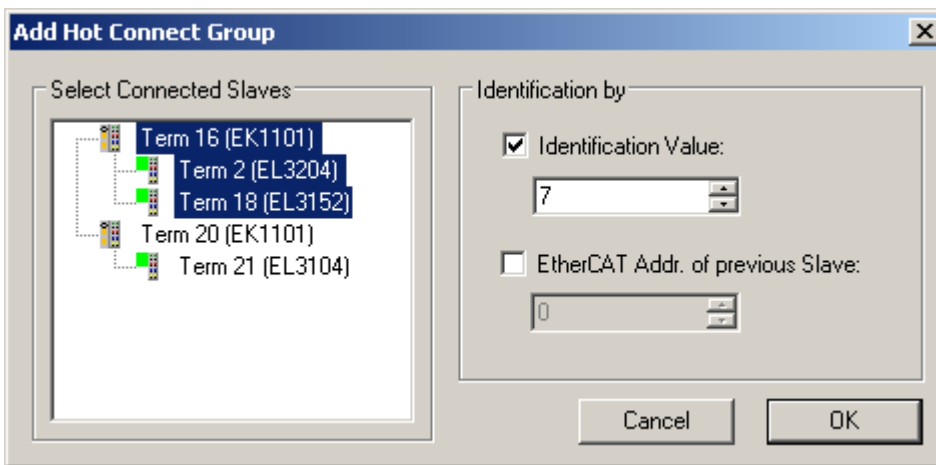 Add Hot Connect Group
Select Connected Slaves
Term 16 (EK1101)
Term 2 (EL3204)
Term 18 (EL3152)
Term 20 (EK1101)
Term 21 (EL3104)
Identification by
Identification Value:
7
EtherCAT Addr. of previous Slave:
0
Cancel
OK